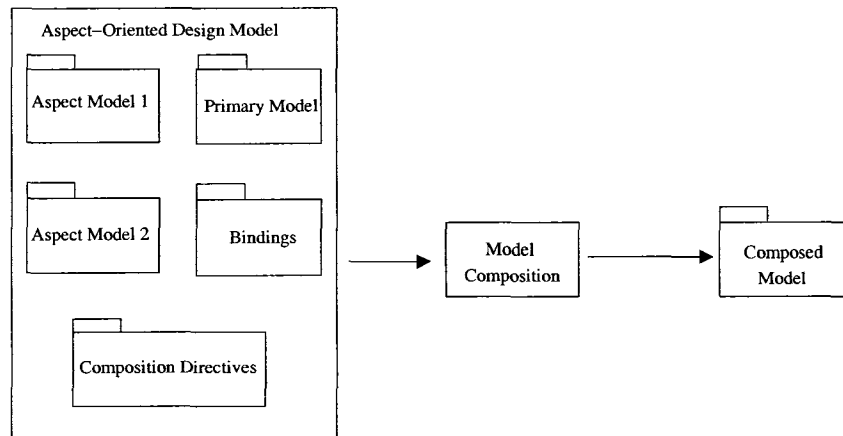 Aspect−Oriented Design Model
Aspect Model 1
Primary Model
Aspect Model 2
Bindings
Composition Directives
Model
Composition
Composed
Model